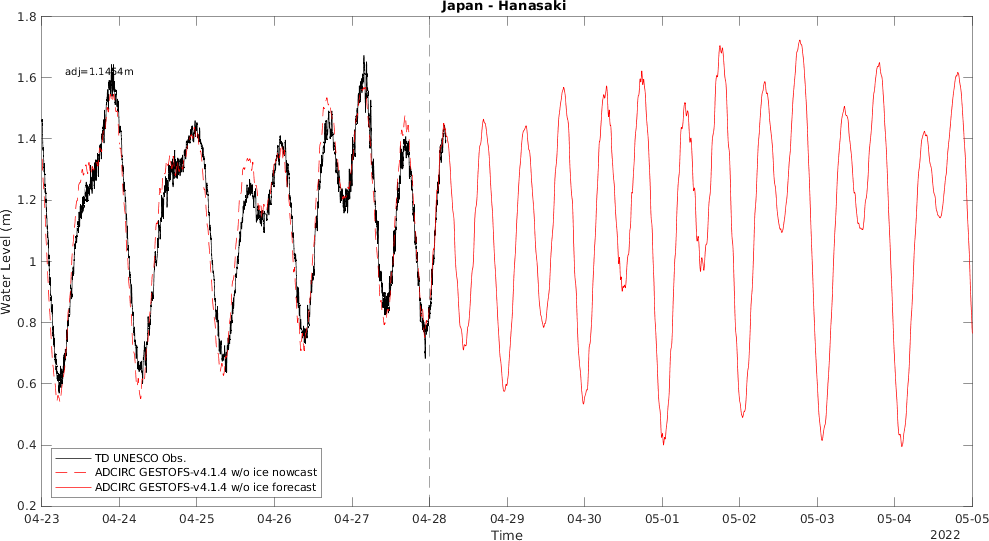 Japan - Hanasaki
1.8
1.6
1.4
1.2
1
0.8
0.6
0.4
0.2
Water Level (m)
adj=1.1464m
TD UNESCO Obs.
ADCIRC GESTOFS-v4.1.4 w/o ice nowcast
ADCIRC GESTOFS-v4.1.4 w/o ice forecast
04-23 04-24 04-25 04-26 04-27 04-28 04-29 04-30 05-01 05-02 05-03 05-04 05-05
Time
2022